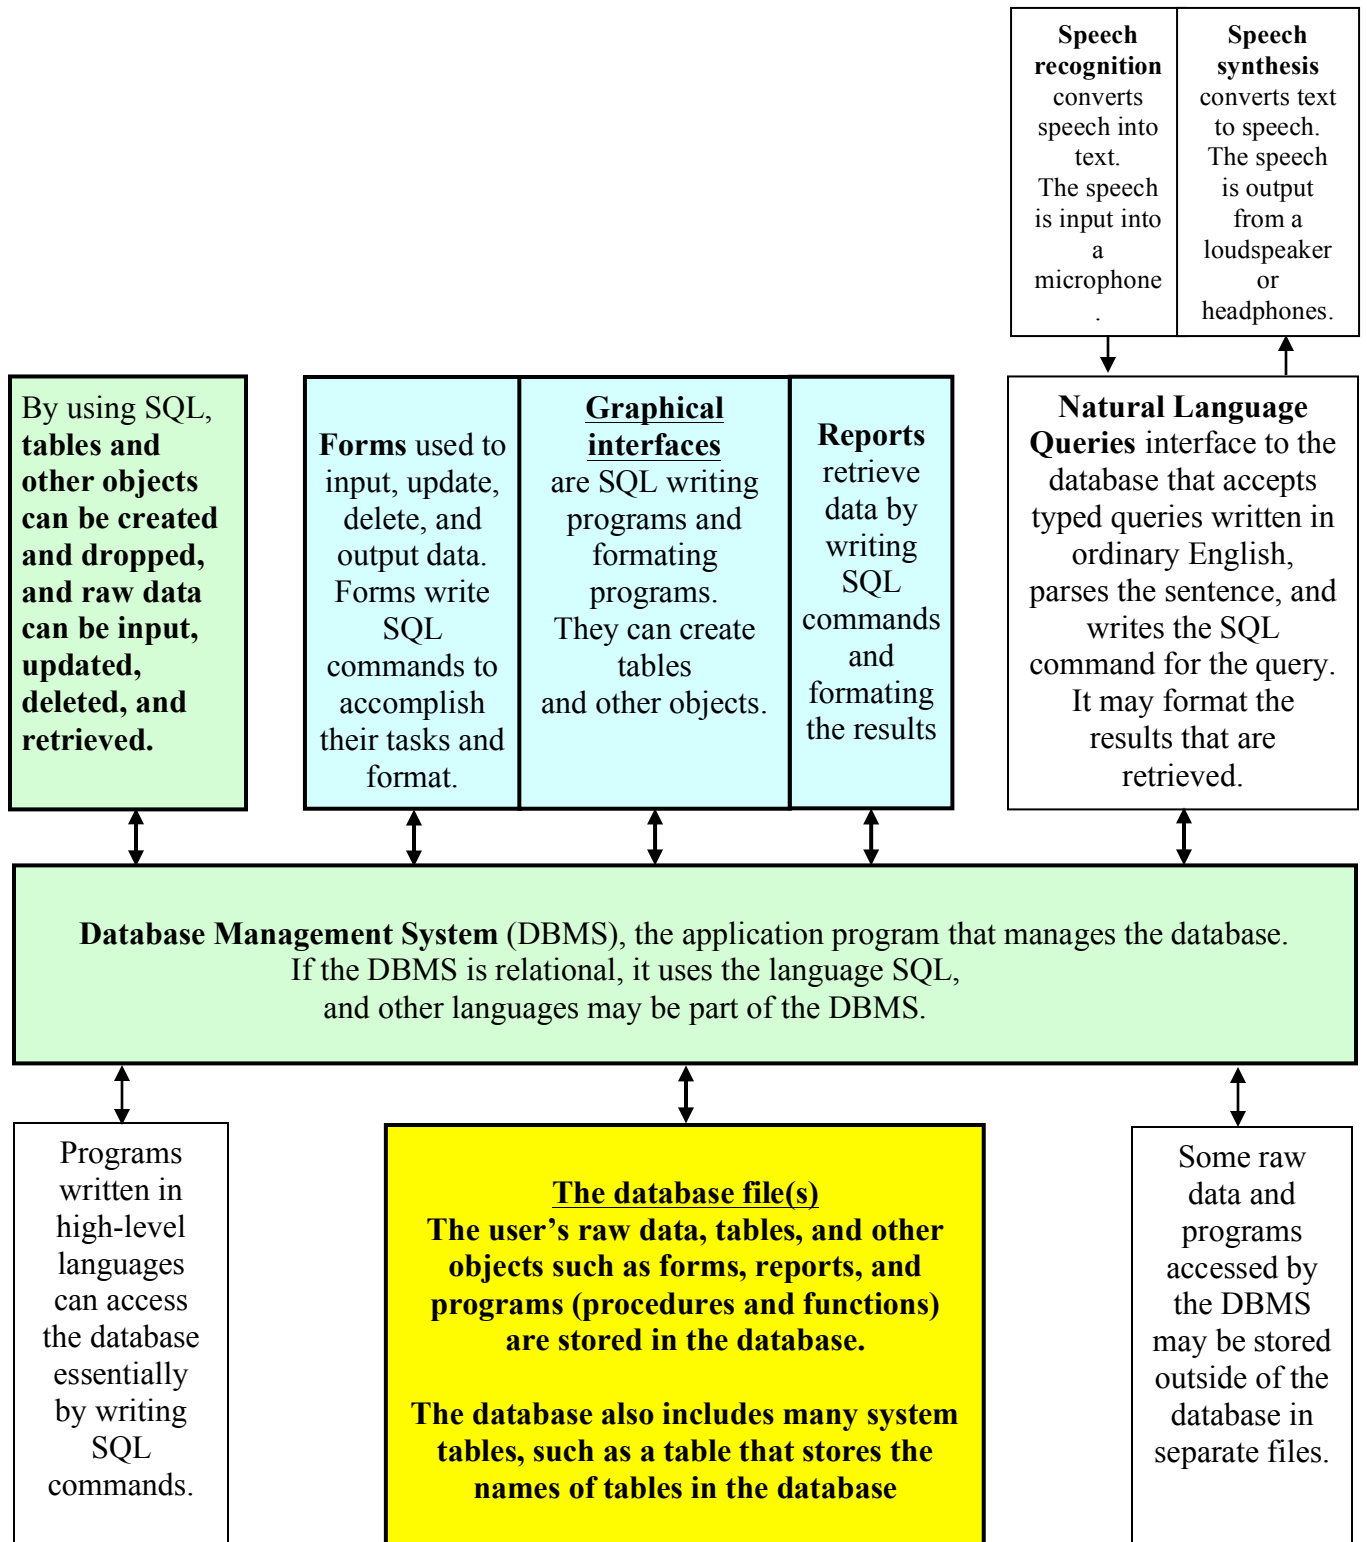 Speech
recognition
converts
speech into
text.
The speech
is input into
a
microphone
.
Speech
synthesis
converts text
to speech.
The speech
is output
from a
loudspeaker
or
headphones.
By using SQL,
tables and
other objects
can be created
and dropped,
and raw data
can be input,
updated,
deleted, and
retrieved.
Forms used to
input, update,
delete, and
output data.
Forms write
SQL
commands to
accomplish
their tasks and
format.
Graphical
interfaces
are SQL writing
programs and
formating
programs.
They can create
tables
and other objects.
Reports
retrieve
data by
writing
SQL
commands
and
formating
the results
Natural Language
Queries interface to the
database that accepts
typed queries written in
ordinary English,
parses the sentence, and
writes the SQL
command for the query.
It may format the
results that are
retrieved.
Database Management System (DBMS), the application program that manages the database.
If the DBMS is relational, it uses the language SQL,
and other languages may be part of the DBMS.
Programs
written in
high-level
languages
can access
the database
essentially
by writing
SQL
commands.
The database file(s)
The user’s raw data, tables, and other
objects such as forms, reports, and
programs (procedures and functions)
are stored in the database.
The database also includes many system
tables, such as a table that stores the
names of tables in the database
Some raw
data and
programs
accessed by
the DBMS
may be stored
outside of the
database in
separate files.